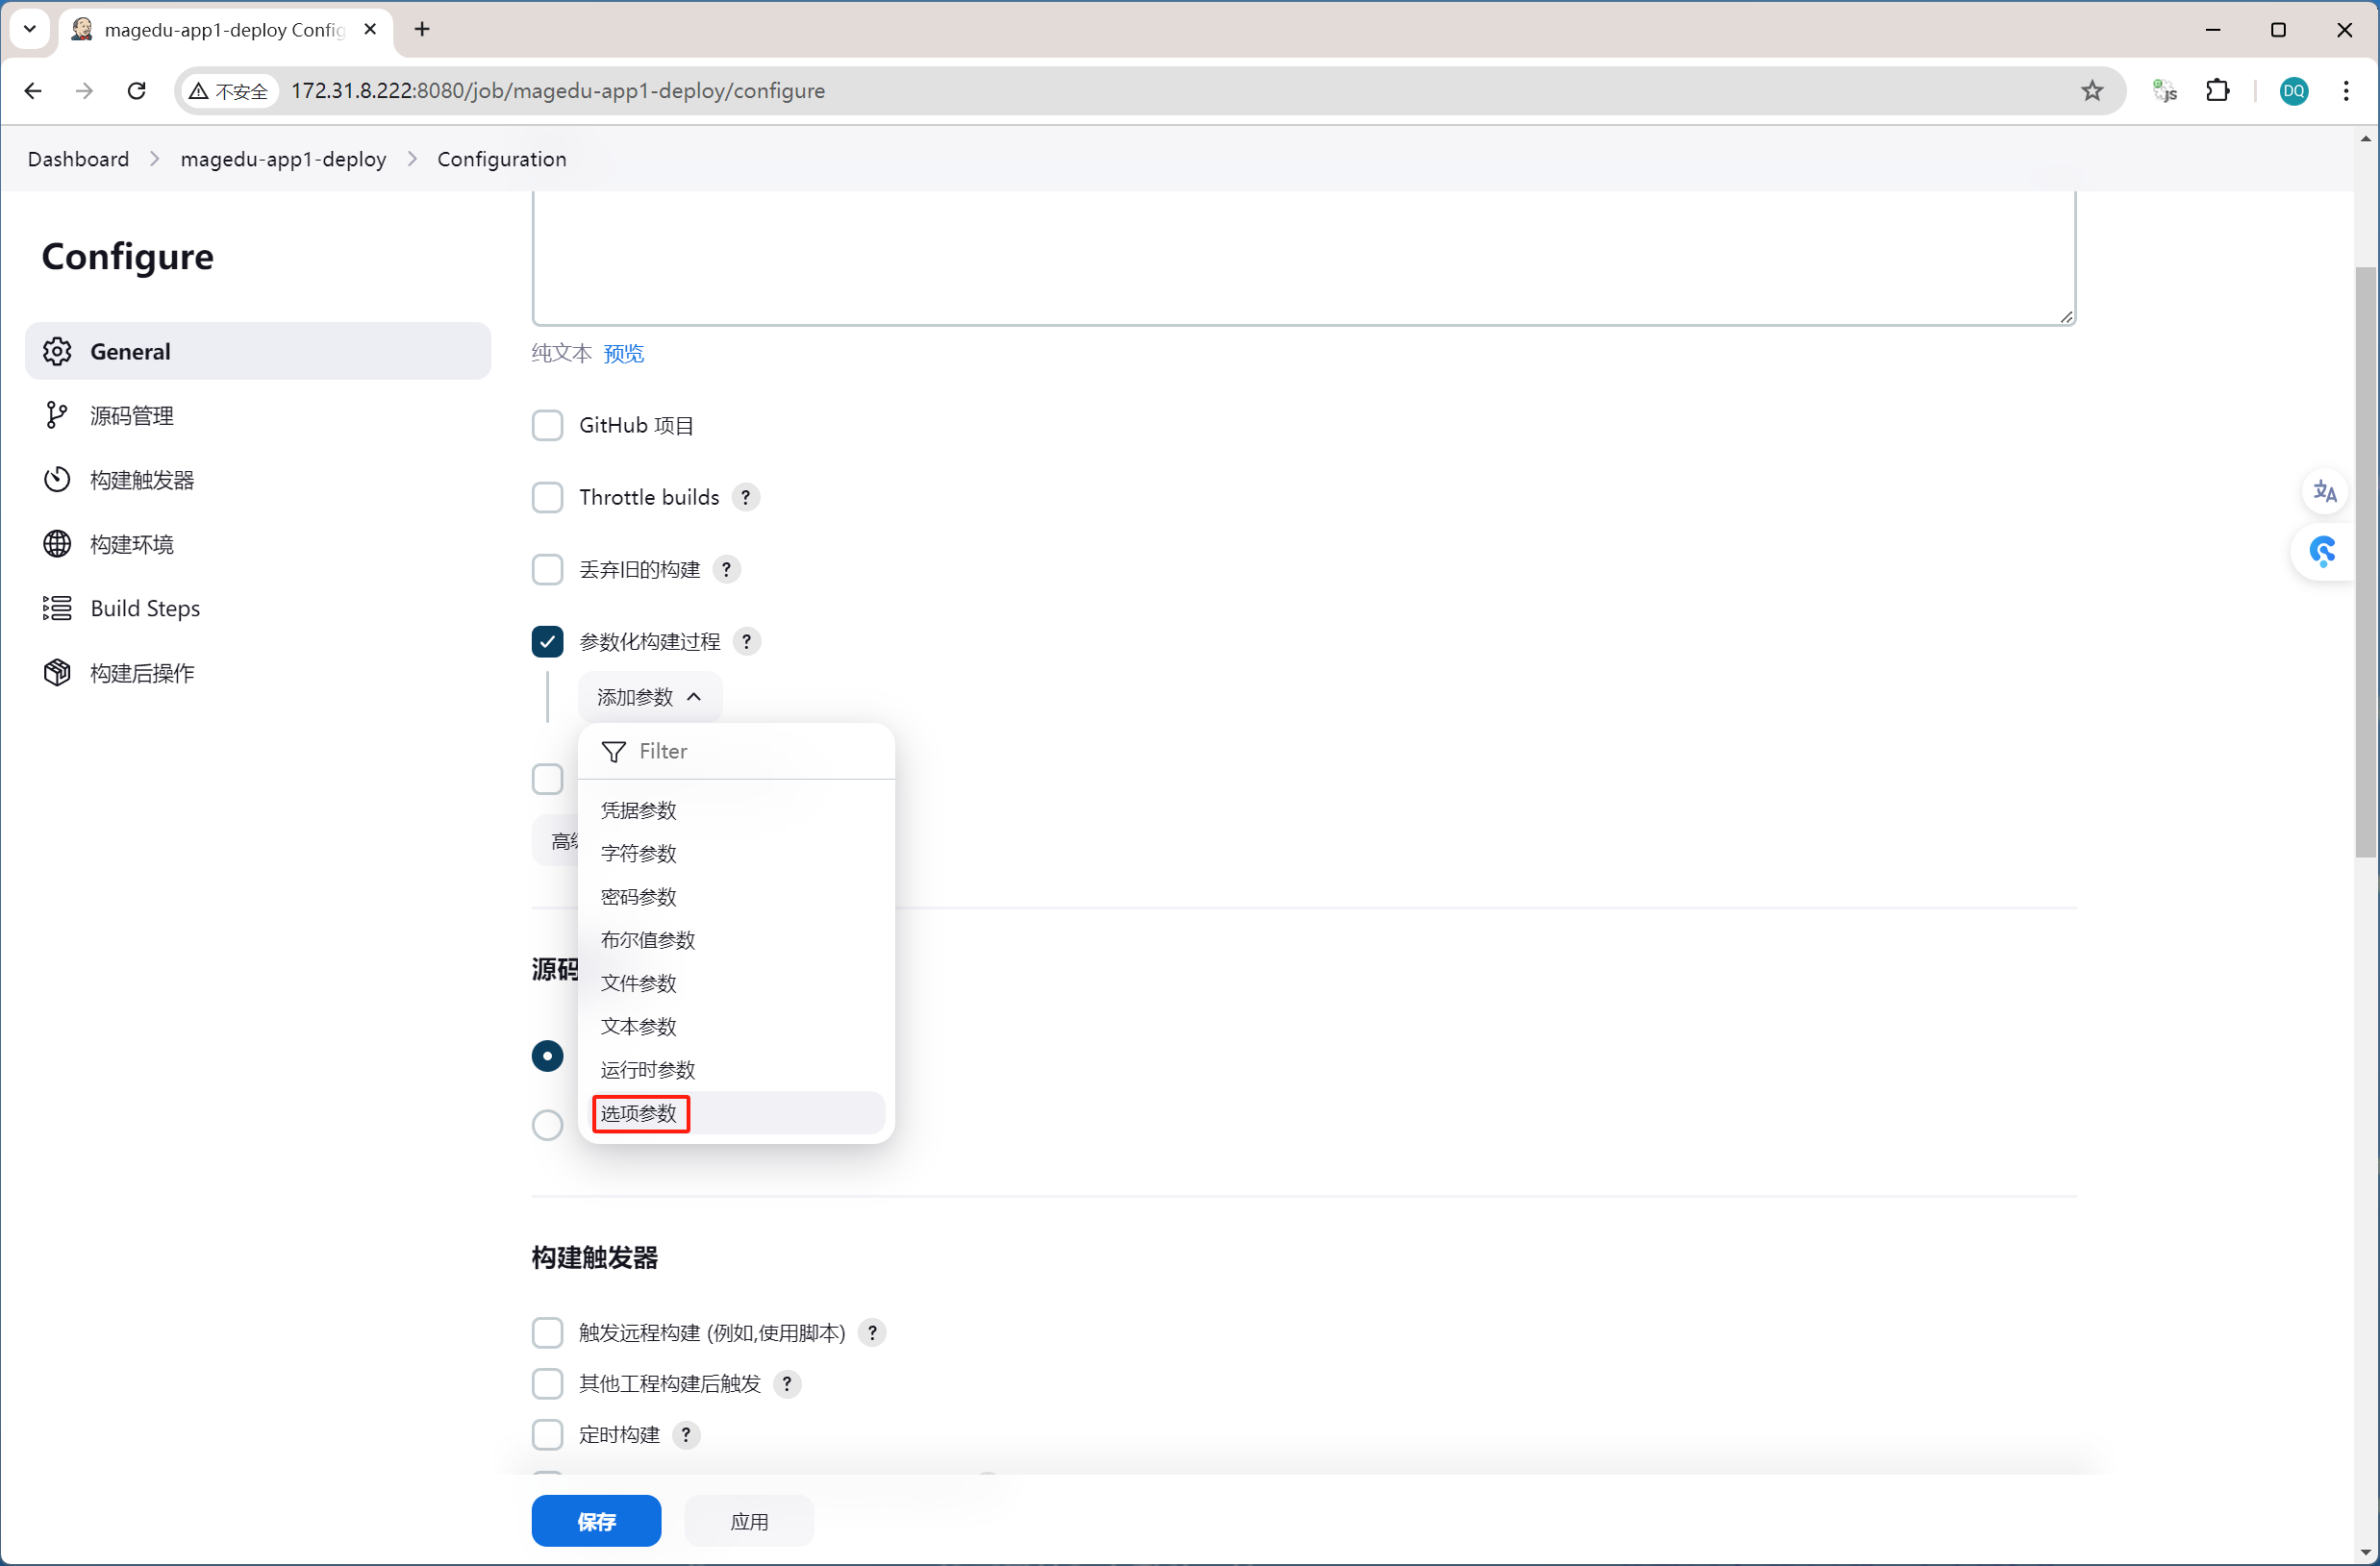 magedu-app1-deploy Config
不安全
172.31.8.222:8080/job/magedu-app1-deploy/configure
DQ
Dashboard
magedu-app1-deploy
Configuration
Configure
General
源码管理
构建触发器
构建环境
Build Steps
构建后操作
纯文本 预览
GitHub 项目
Throttle builds ?
丢弃旧的构建 ?
参数化构建过程 ?
添加参数
Filter
凭据参数
字符参数
密码参数
布尔值参数
文件参数
文本参数
运行时参数
选项参数
高
源码
构建触发器
触发远程构建 (例如,使用脚本) ?
其他工程构建后触发 ?
定时构建 ?
保存
应用